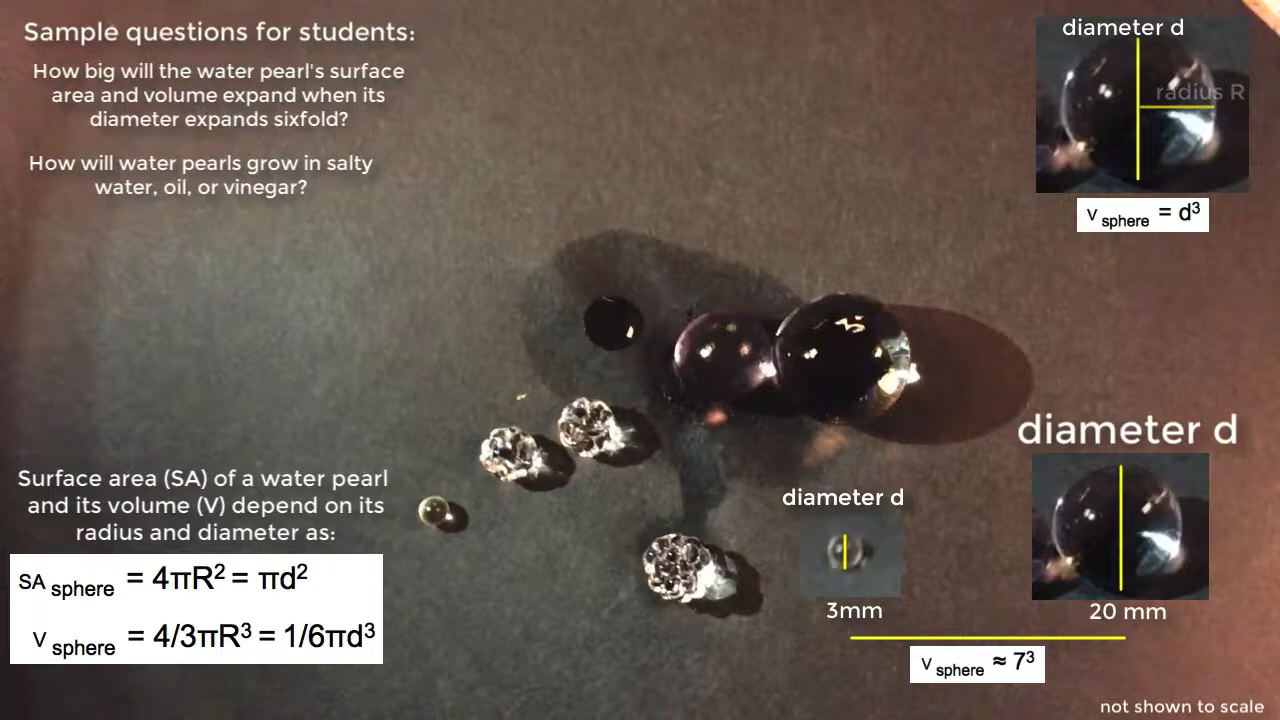 Sample questions for students:
How big will the water pearl's surface
area and volume expand when its
diameter expands sixfold?
How will water pearls grow in salty
water, oil, or vinegar?
diameter d
radius R
V sphere = d³
Surface area (SA) of a water pearl
and its volume (V) depend on its
radius and diameter as:
SA sphere = 4πR² = πd²
V sphere = 4/3πR³ = 1/6πd³
diameter d
3mm
diameter d
20 mm
V sphere ≈ 7³
not shown to scale